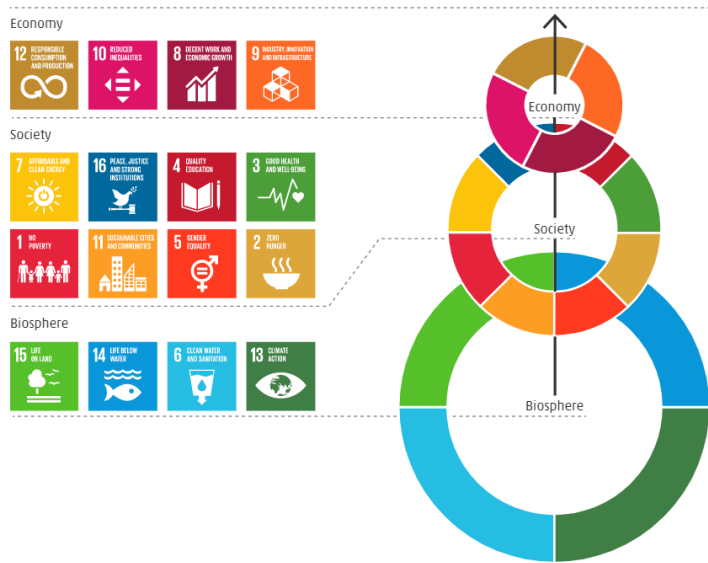 Economy
12 RESPONSIBLE
CONSUMPTION
AND PRODUCTION
10 REDUCED
INEQUALITIES
8 DECENT WORK AND
ECONOMIC GROWTH
9 INDUSTRY, INNOVATION
AND INFRASTRUCTURE
Economy
Society
7 AFFORDABLE AND
CLEAN ENERGY
16 PEACE, JUSTICE
AND STRONG
INSTITUTIONS
4 QUALITY
EDUCATION
3 GOOD HEALTH
AND WELL-BEING
Society
1 NO
POVERTY
11 SUSTAINABLE CITIES
AND COMMUNITIES
5 GENDER
EQUALITY
2 ZERO
HUNGER
Biosphere
15 LIFE
ON LAND
14 LIFE BELOW
WATER
6 CLEAN WATER
AND SANITATION
13 CLIMATE
ACTION
Biosphere